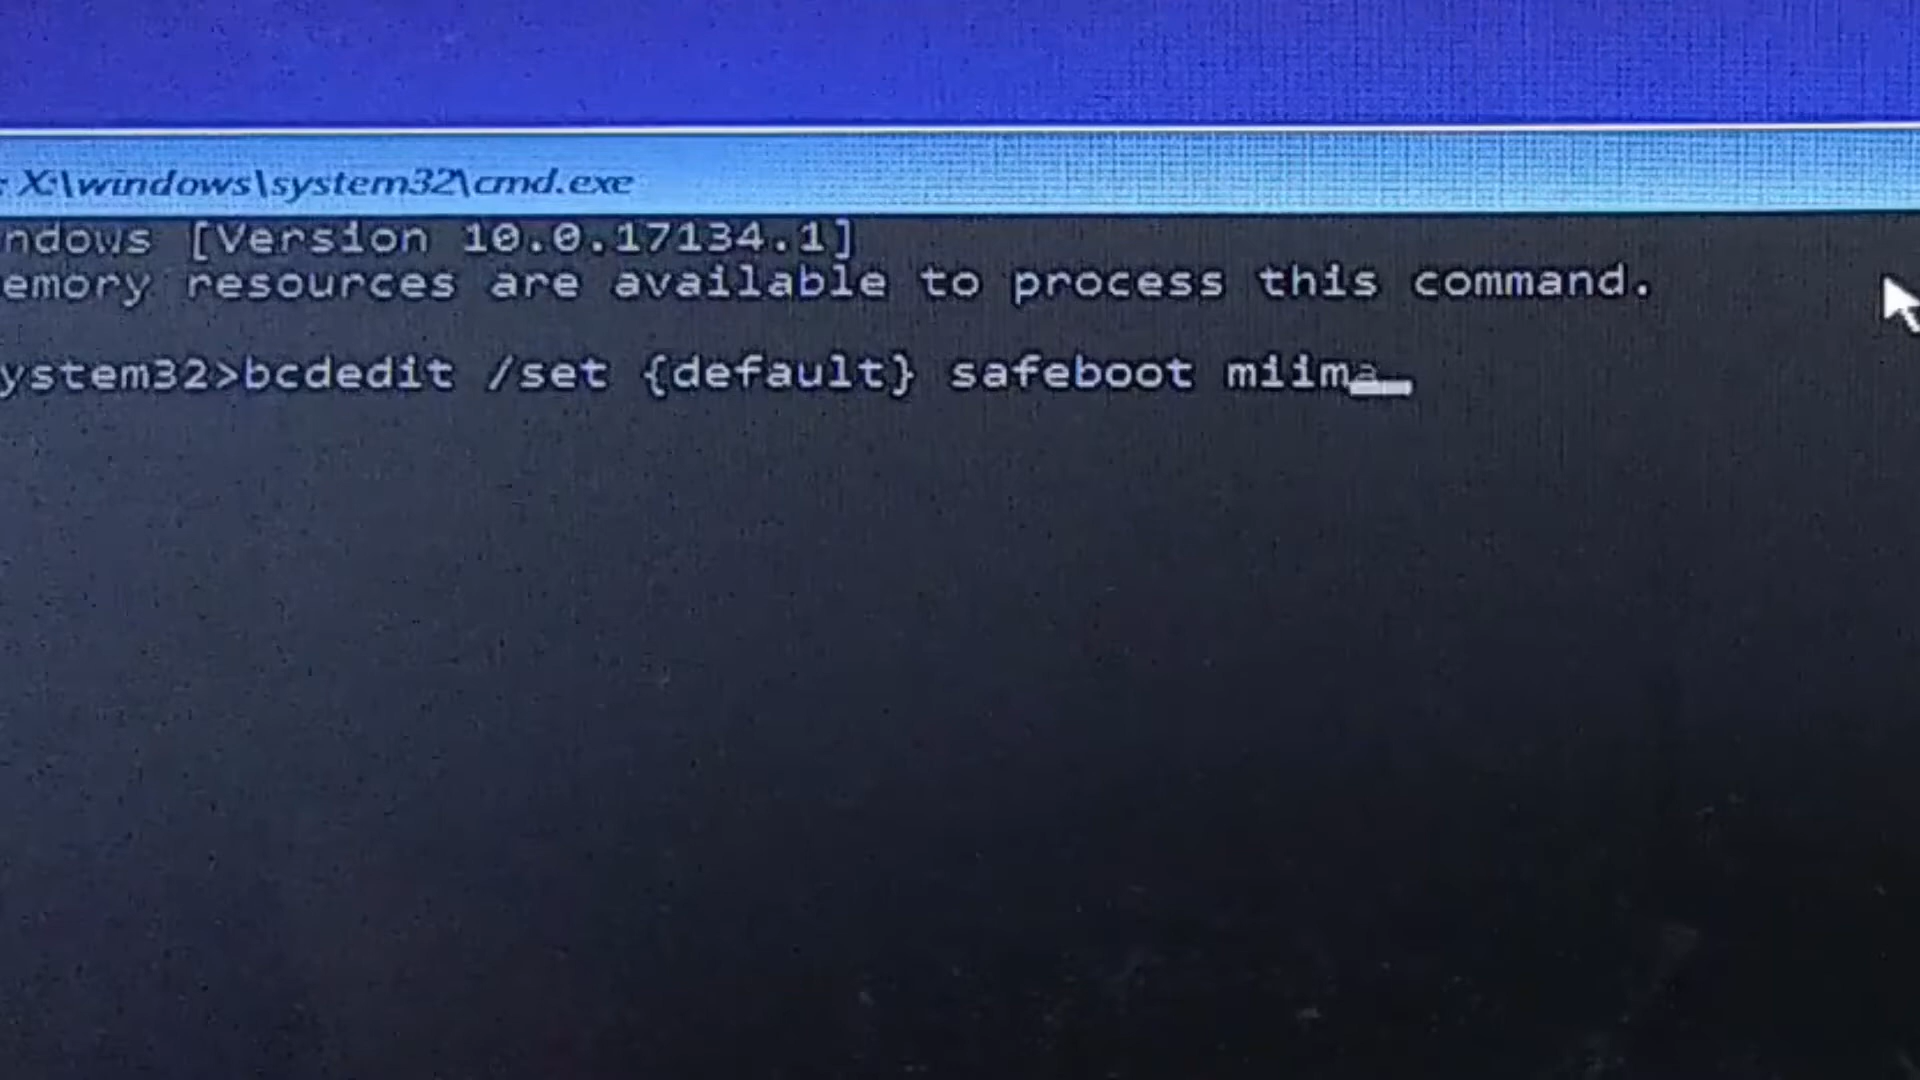 : X:\windows\system32\cmd.exe
ndows [Version 10.0.17134.1]
emory resources are available to process this command.
ystem32>bcdedit /set {default} safeboot miima_